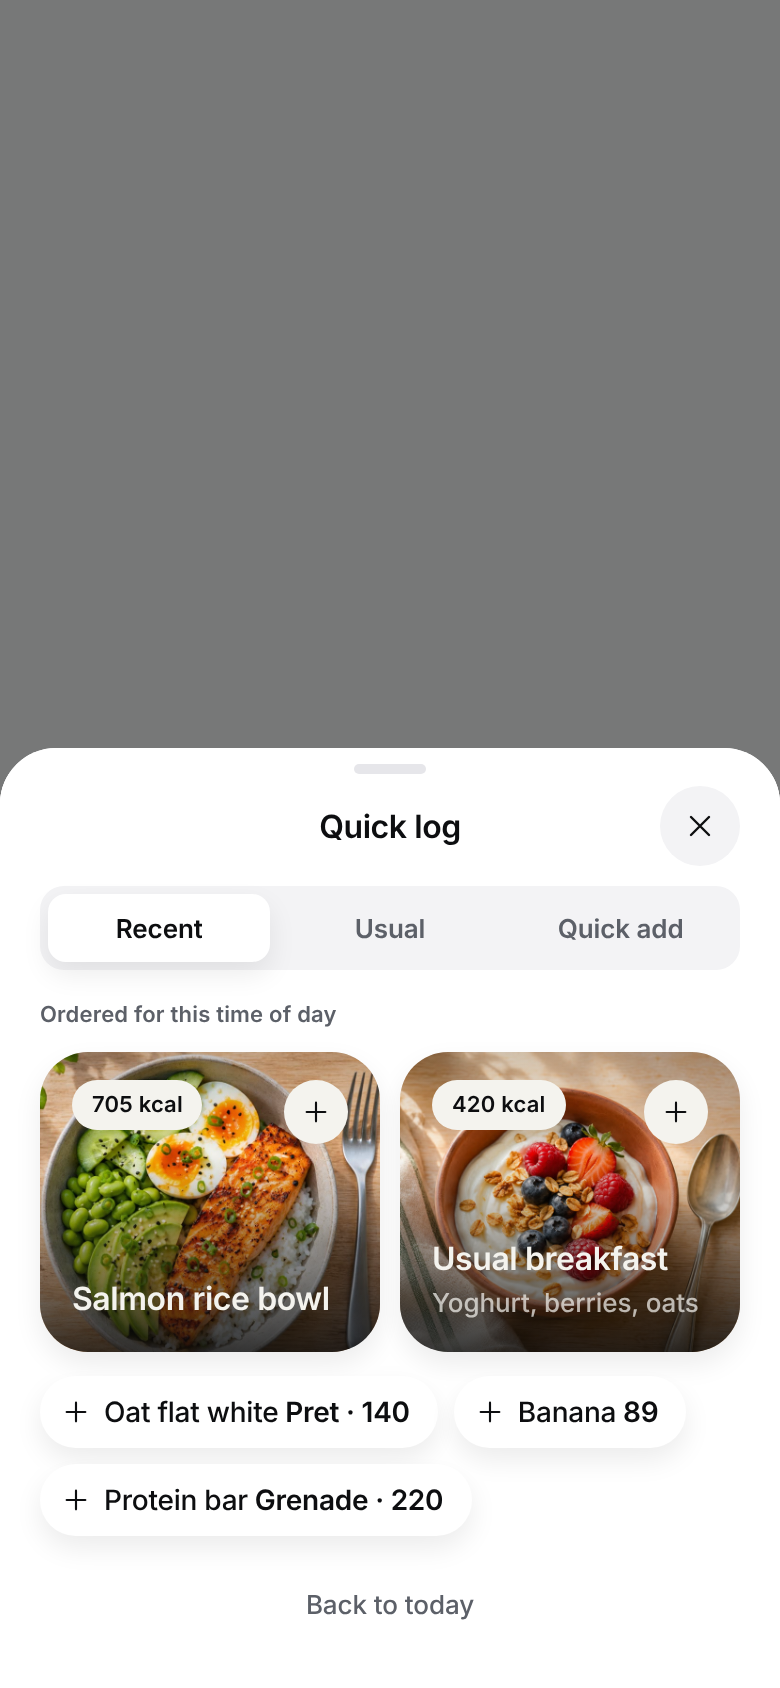 Quick log
Recent
Usual
Quick add
Ordered for this time of day
705 kcal
Salmon rice bowl
420 kcal
Usual breakfast
Yoghurt, berries, oats
Oat flat white Pret · 140
Banana 89
Protein bar Grenade · 220
Back to today